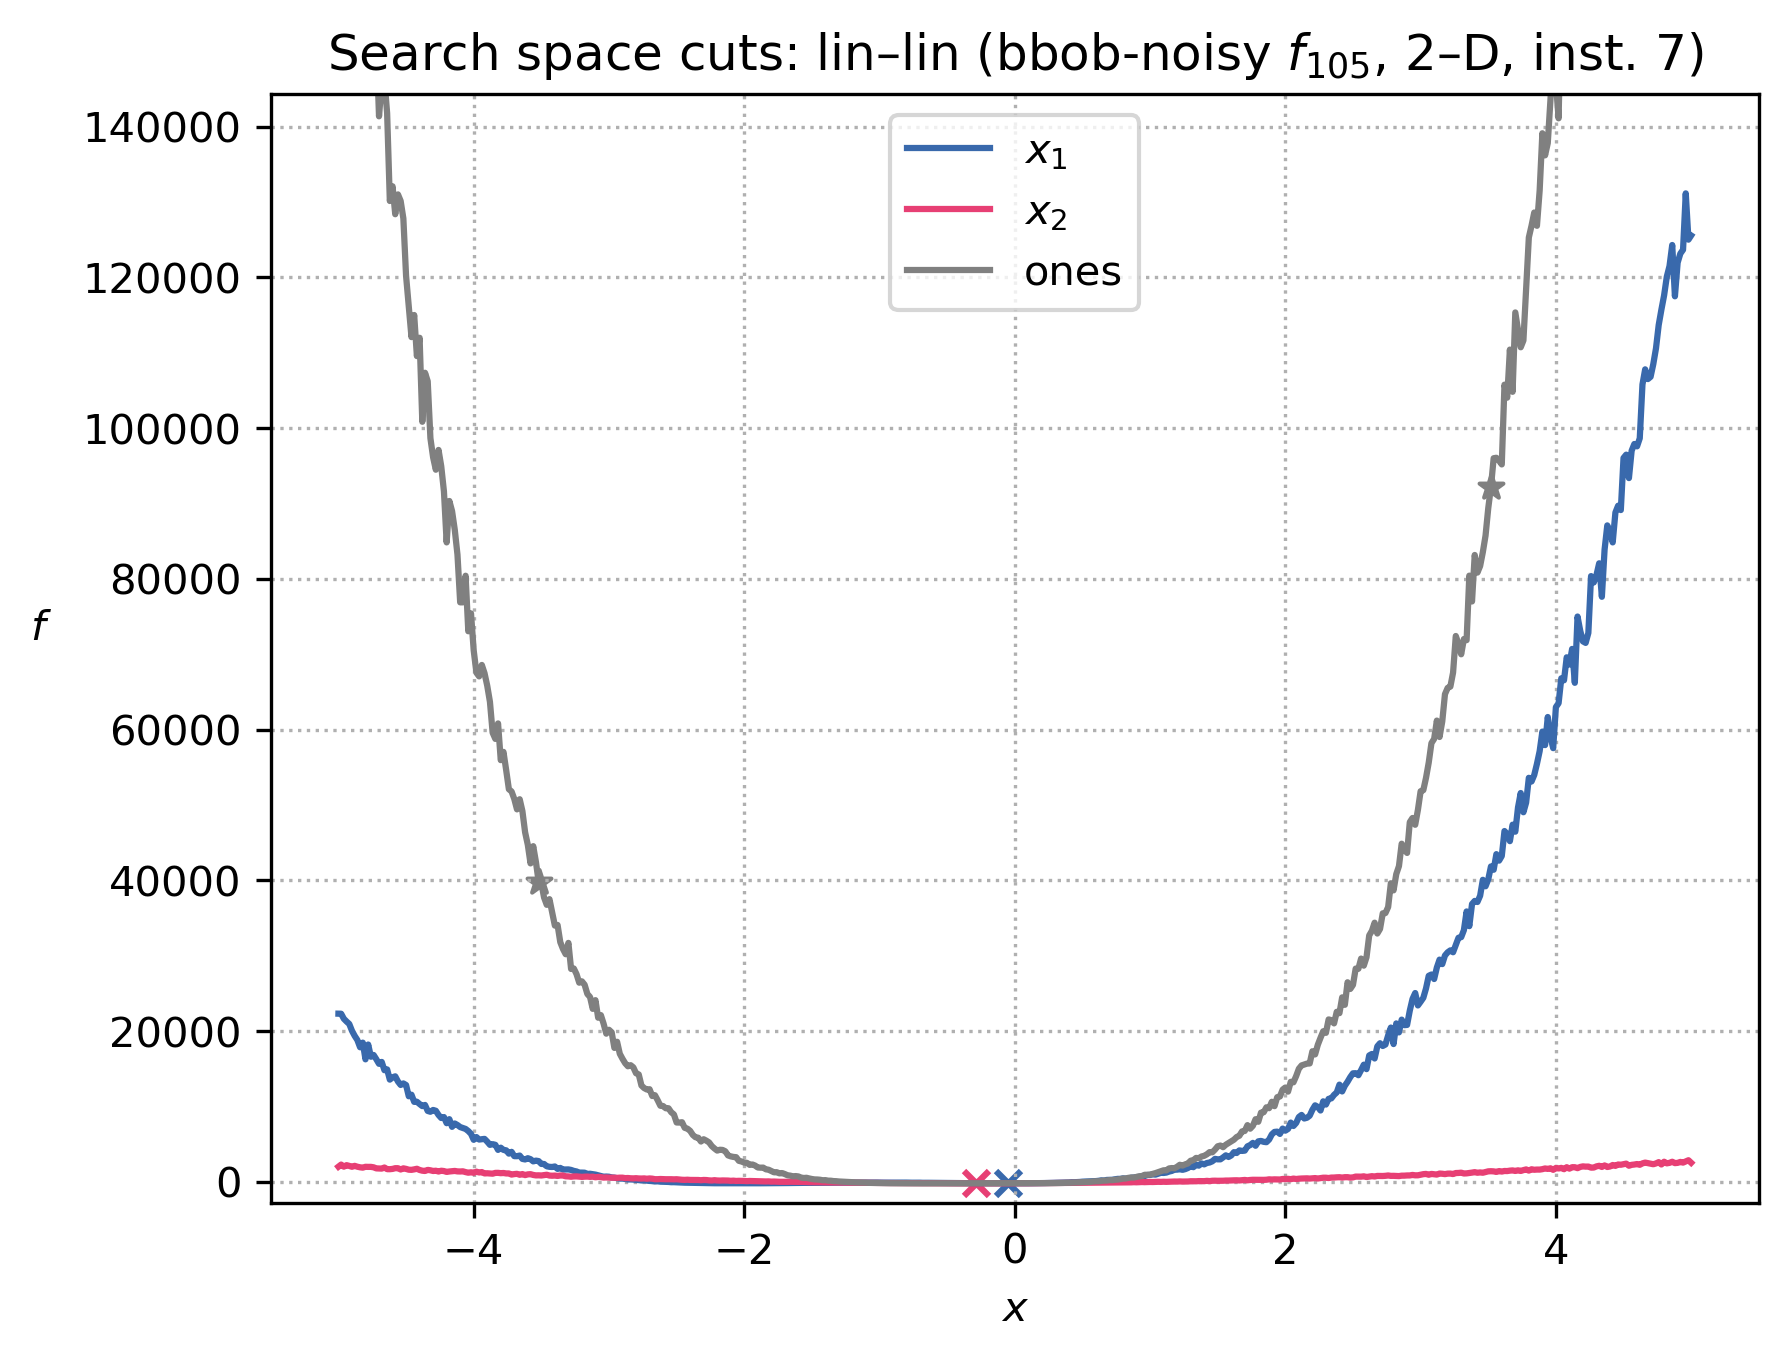 Search space cuts: lin–lin (bbob-noisy f₁₀₅, 2–D, inst. 7)
x₁
x₂
ones
140000
120000
100000
80000
60000
40000
20000
0
f
−4 −2 0 2 4
x